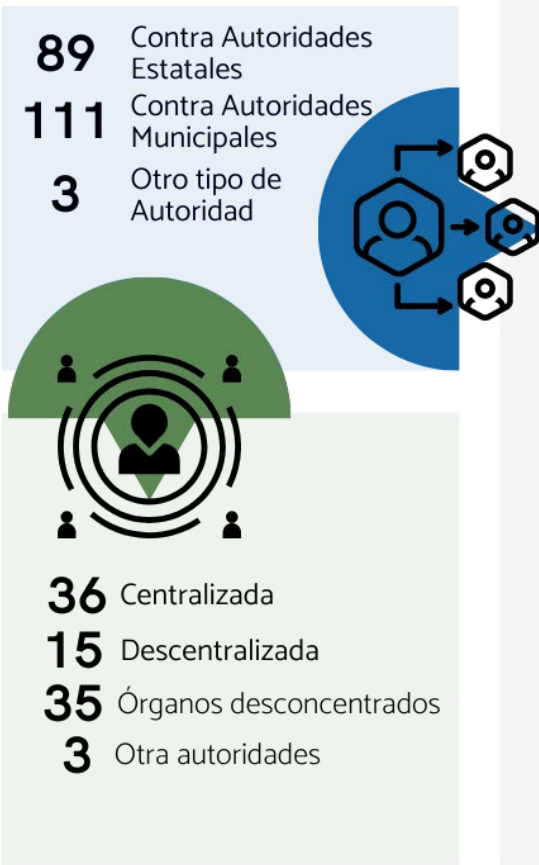 89 Contra Autoridades
Estatales
111 Contra Autoridades
Municipales
3 Otro tipo de
Autoridad
36 Centralizada
15 Descentralizada
35 Órganos desconcentrados
3 Otra autoridades